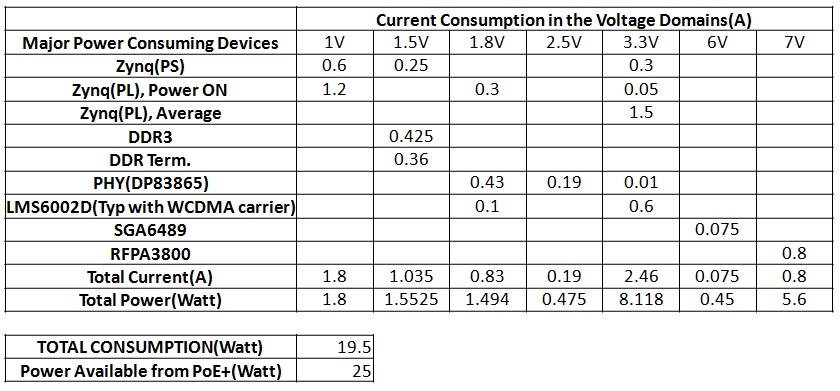 Current Consumption in the Voltage Domains(A)
Major Power Consuming Devices 1V 1.5V 1.8V 2.5V 3.3V 6V 7V
Zynq(PS) 0.6 0.25 0.3
Zynq(PL), Power ON 1.2 0.3 0.05
Zynq(PL), Average 1.5
DDR3 0.425
DDR Term. 0.36
PHY(DP83865) 0.43 0.19 0.01
LMS6002D(Typ with WCDMA carrier) 0.1 0.6
SGA6489 0.075
RFPA3800 0.8
Total Current(A) 1.8 1.035 0.83 0.19 2.46 0.075 0.8
Total Power(Watt) 1.8 1.5525 1.494 0.475 8.118 0.45 5.6
TOTAL CONSUMPTION(Watt) 19.5
Power Available from PoE+(Watt) 25